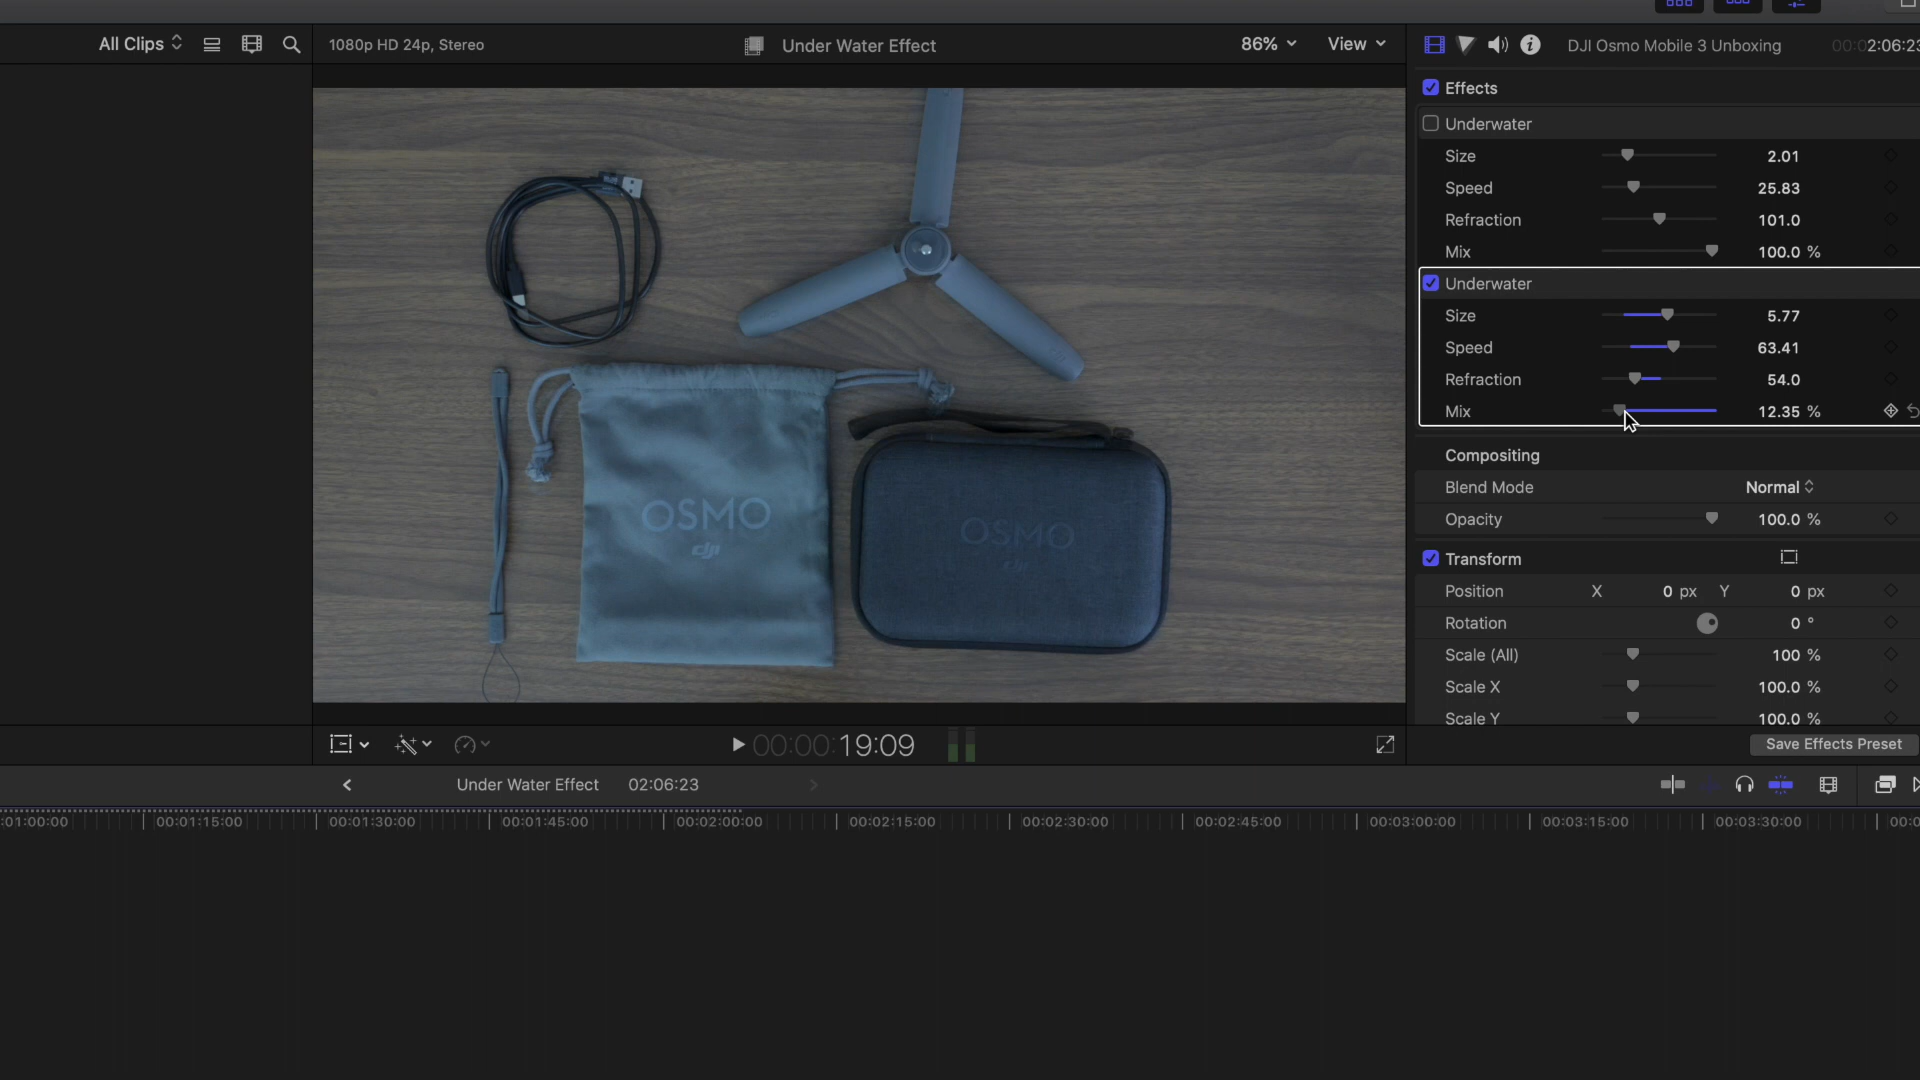 All Clips
1080p HD 24p, Stereo
Under Water Effect
86%
View
DJI Osmo Mobile 3 Unboxing
00:02:06:23
Effects
Underwater
Size 2.01
Speed 25.83
Refraction 101.0
Mix 100.0 %
Underwater
Size 5.77
Speed 63.41
Refraction 54.0
Mix 12.35 %
Compositing
Blend Mode Normal
Opacity 100.0 %
Transform
Position X 0 px Y 0 px
Rotation 0 °
Scale (All) 100 %
Scale X 100.0 %
Scale Y 100.0 %
Save Effects Preset
OSMO
dji
OSMO
dji
00:00:19:09
Under Water Effect 02:06:23
:01:00:00 00:01:15:00 00:01:30:00 00:01:45:00 00:02:00:00 00:02:15:00 00:02:30:00 00:02:45:00 00:03:00:00 00:03:15:00 00:03:30:00 00:0